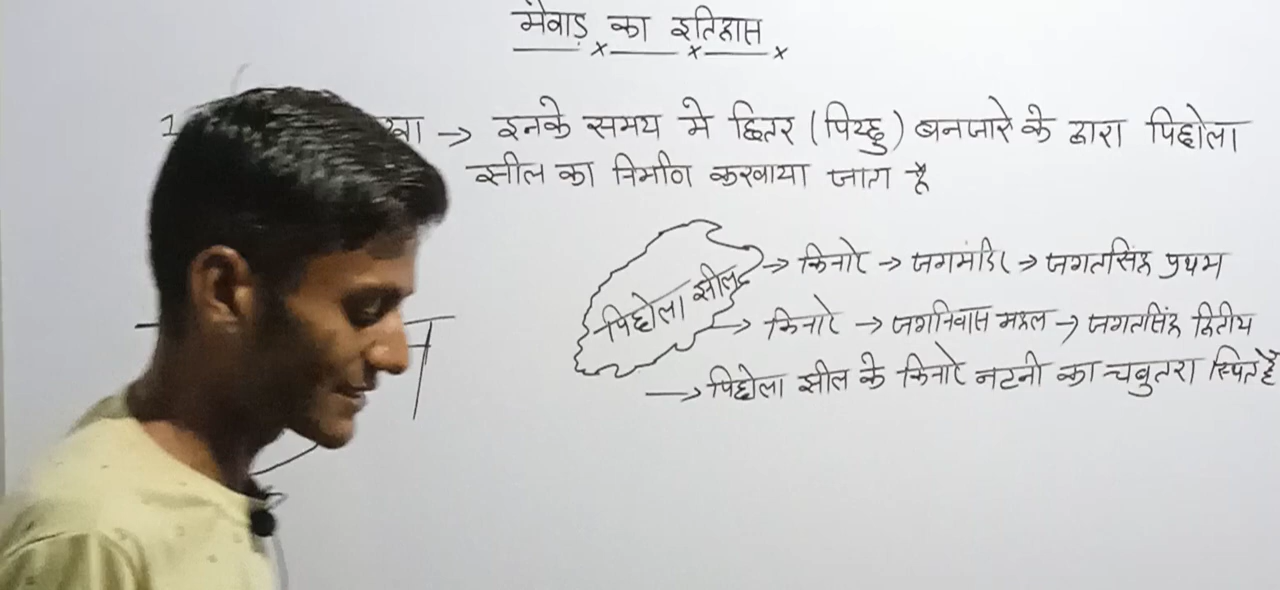 मेवाड़ का इतिहास
1 खा → इनके समय मे छितर (पिच्छु) बनजारे के द्वारा पिछोला
झील का निर्माण करवाया जाता है
पिछोला झील
→ किनारे → जगमंदिर → जगतसिंह प्रथम
→ किनारे → जगनिवास महल → जगतसिंह द्वितीय
→ पिछोला झील के किनारे नटनी का चबुतरा स्थित है